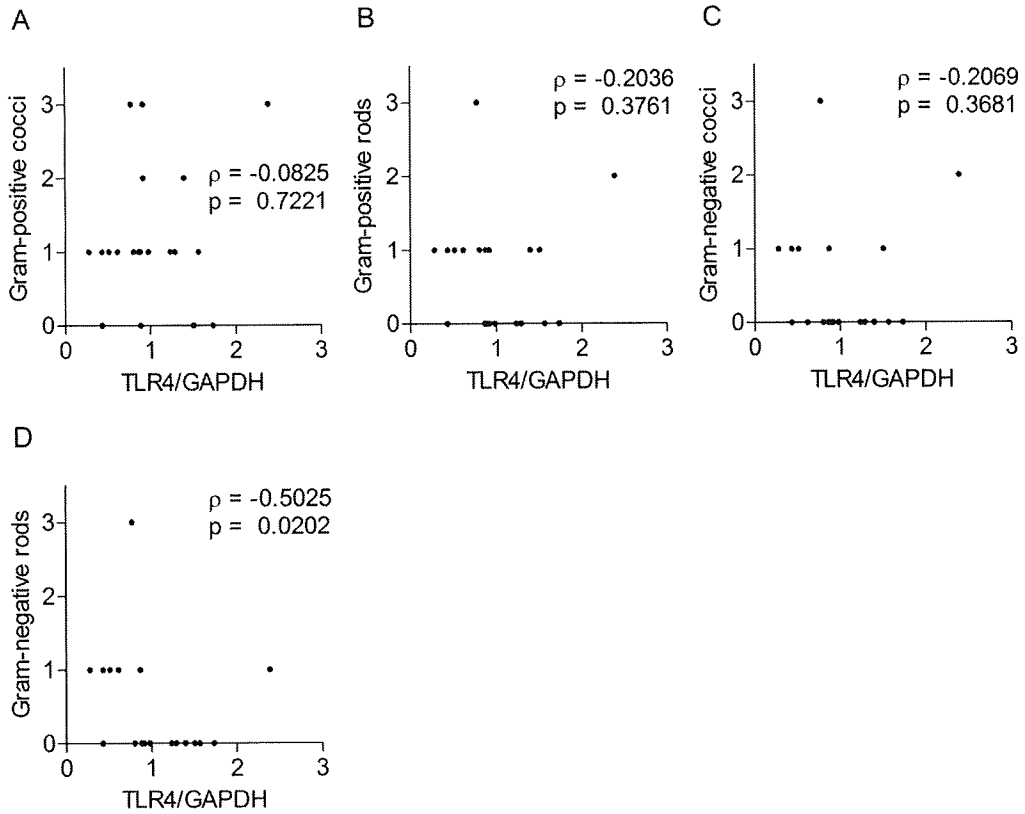 A
Gram-positive cocci
3
2
1
0
ρ = -0.0825
p = 0.7221
0 1 2 3
TLR4/GAPDH
B
Gram-positive rods
3
2
1
0
ρ = -0.2036
p = 0.3761
0 1 2 3
TLR4/GAPDH
C
Gram-negative cocci
3
2
1
0
ρ = -0.2069
p = 0.3681
0 1 2 3
TLR4/GAPDH
D
Gram-negative rods
3
2
1
0
ρ = -0.5025
p = 0.0202
0 1 2 3
TLR4/GAPDH